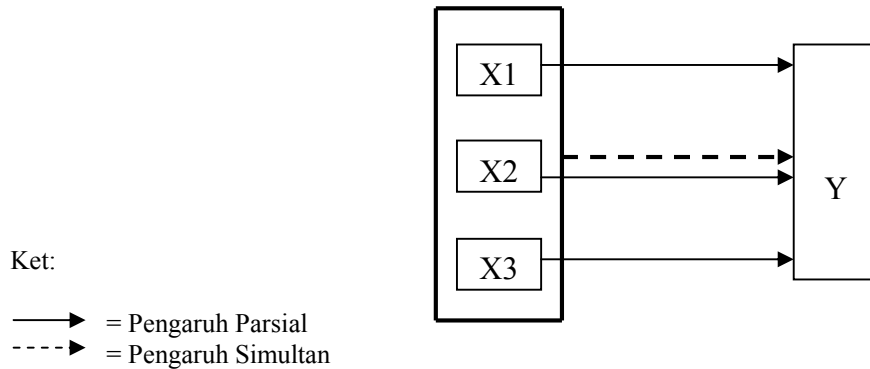 X1
X2
Y
X3
Ket:
= Pengaruh Parsial
= Pengaruh Simultan